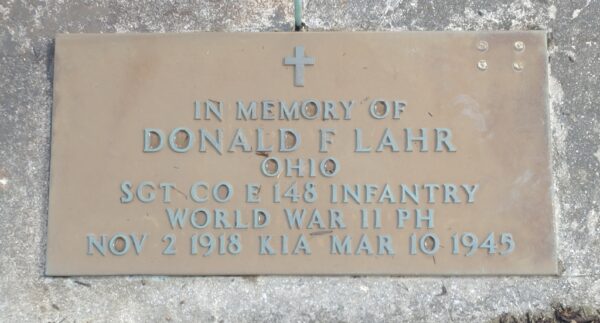 IN MEMORY OF
DONALD F LAHR
OHIO
SGT CO E 148 INFANTRY
WORLD WAR II PH
NOV 2 1918 KIA MAR 10 1945